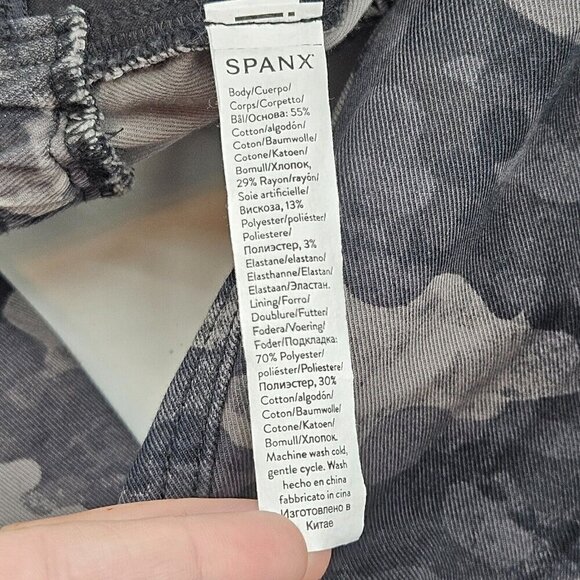 SPANX
Body/Cuerpo/
Corps/Corpetto/
Bål/Основа: 55%
Cotton/algodón/
Coton/Baumwolle/
Cotone/Katoen/
Bomull/Хлопок,
29% Rayon/rayón/
Soie artificielle/
Вискоза, 13%
Polyester/poliéster/
Poliestere/
Полиэстер, 3%
Elastane/elastano/
Elasthanne/Elastan/
Elastaan/Эластан.
Lining/Forro/
Doublure/Futter/
Fodera/Voering/
Foder/Подкладка:
70% Polyester/
poliéster/Poliestere/
Полиэстер, 30%
Cotton/algodón/
Coton/Baumwolle/
Cotone/Katoen/
Bomull/Хлопок.
Machine wash cold,
gentle cycle. Wash
hecho en china
fabbricato in cina
Изготовлено в
Китае